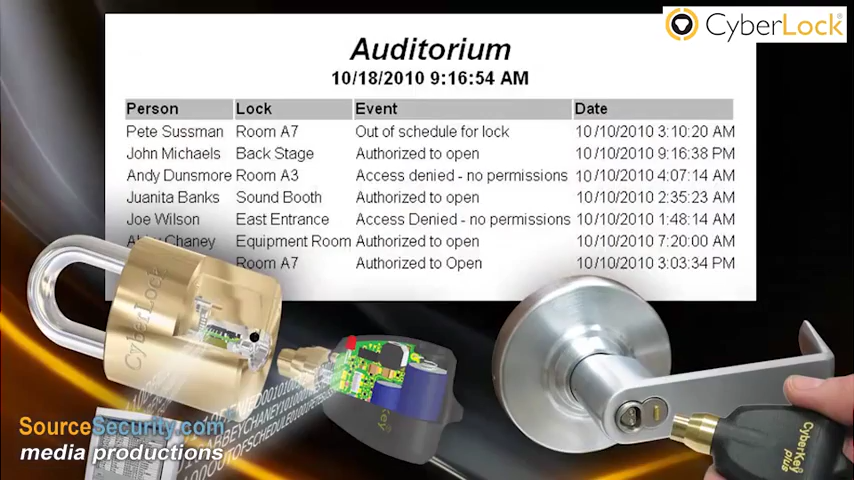 CyberLock
Auditorium
10/18/2010 9:16:54 AM
Person Lock Event Date
Pete Sussman Room A7 Out of schedule for lock 10/10/2010 3:10:20 AM
John Michaels Back Stage Authorized to open 10/10/2010 9:16:38 PM
Andy Dunsmore Room A3 Access denied - no permissions 10/10/2010 4:07:14 AM
Juanita Banks Sound Booth Authorized to open 10/10/2010 2:35:23 AM
Joe Wilson East Entrance Access Denied - no permissions 10/10/2010 1:48:14 AM
Chaney Equipment Room Authorized to open 10/10/2010 7:20:00 AM
Room A7 Authorized to Open 10/10/2010 3:03:34 PM
CyberLock
SourceSecurity.com
media productions
CyberKey
plus